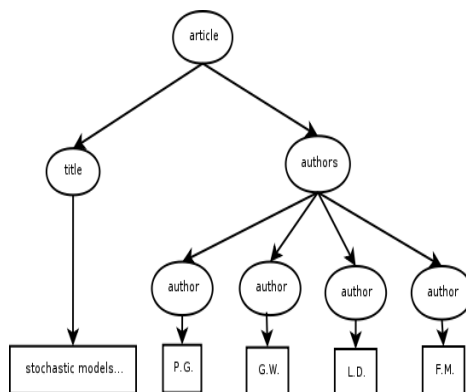 article
title
authors
author
author
author
author
stochastic models...
P.G.
G.W.
L.D.
F.M.